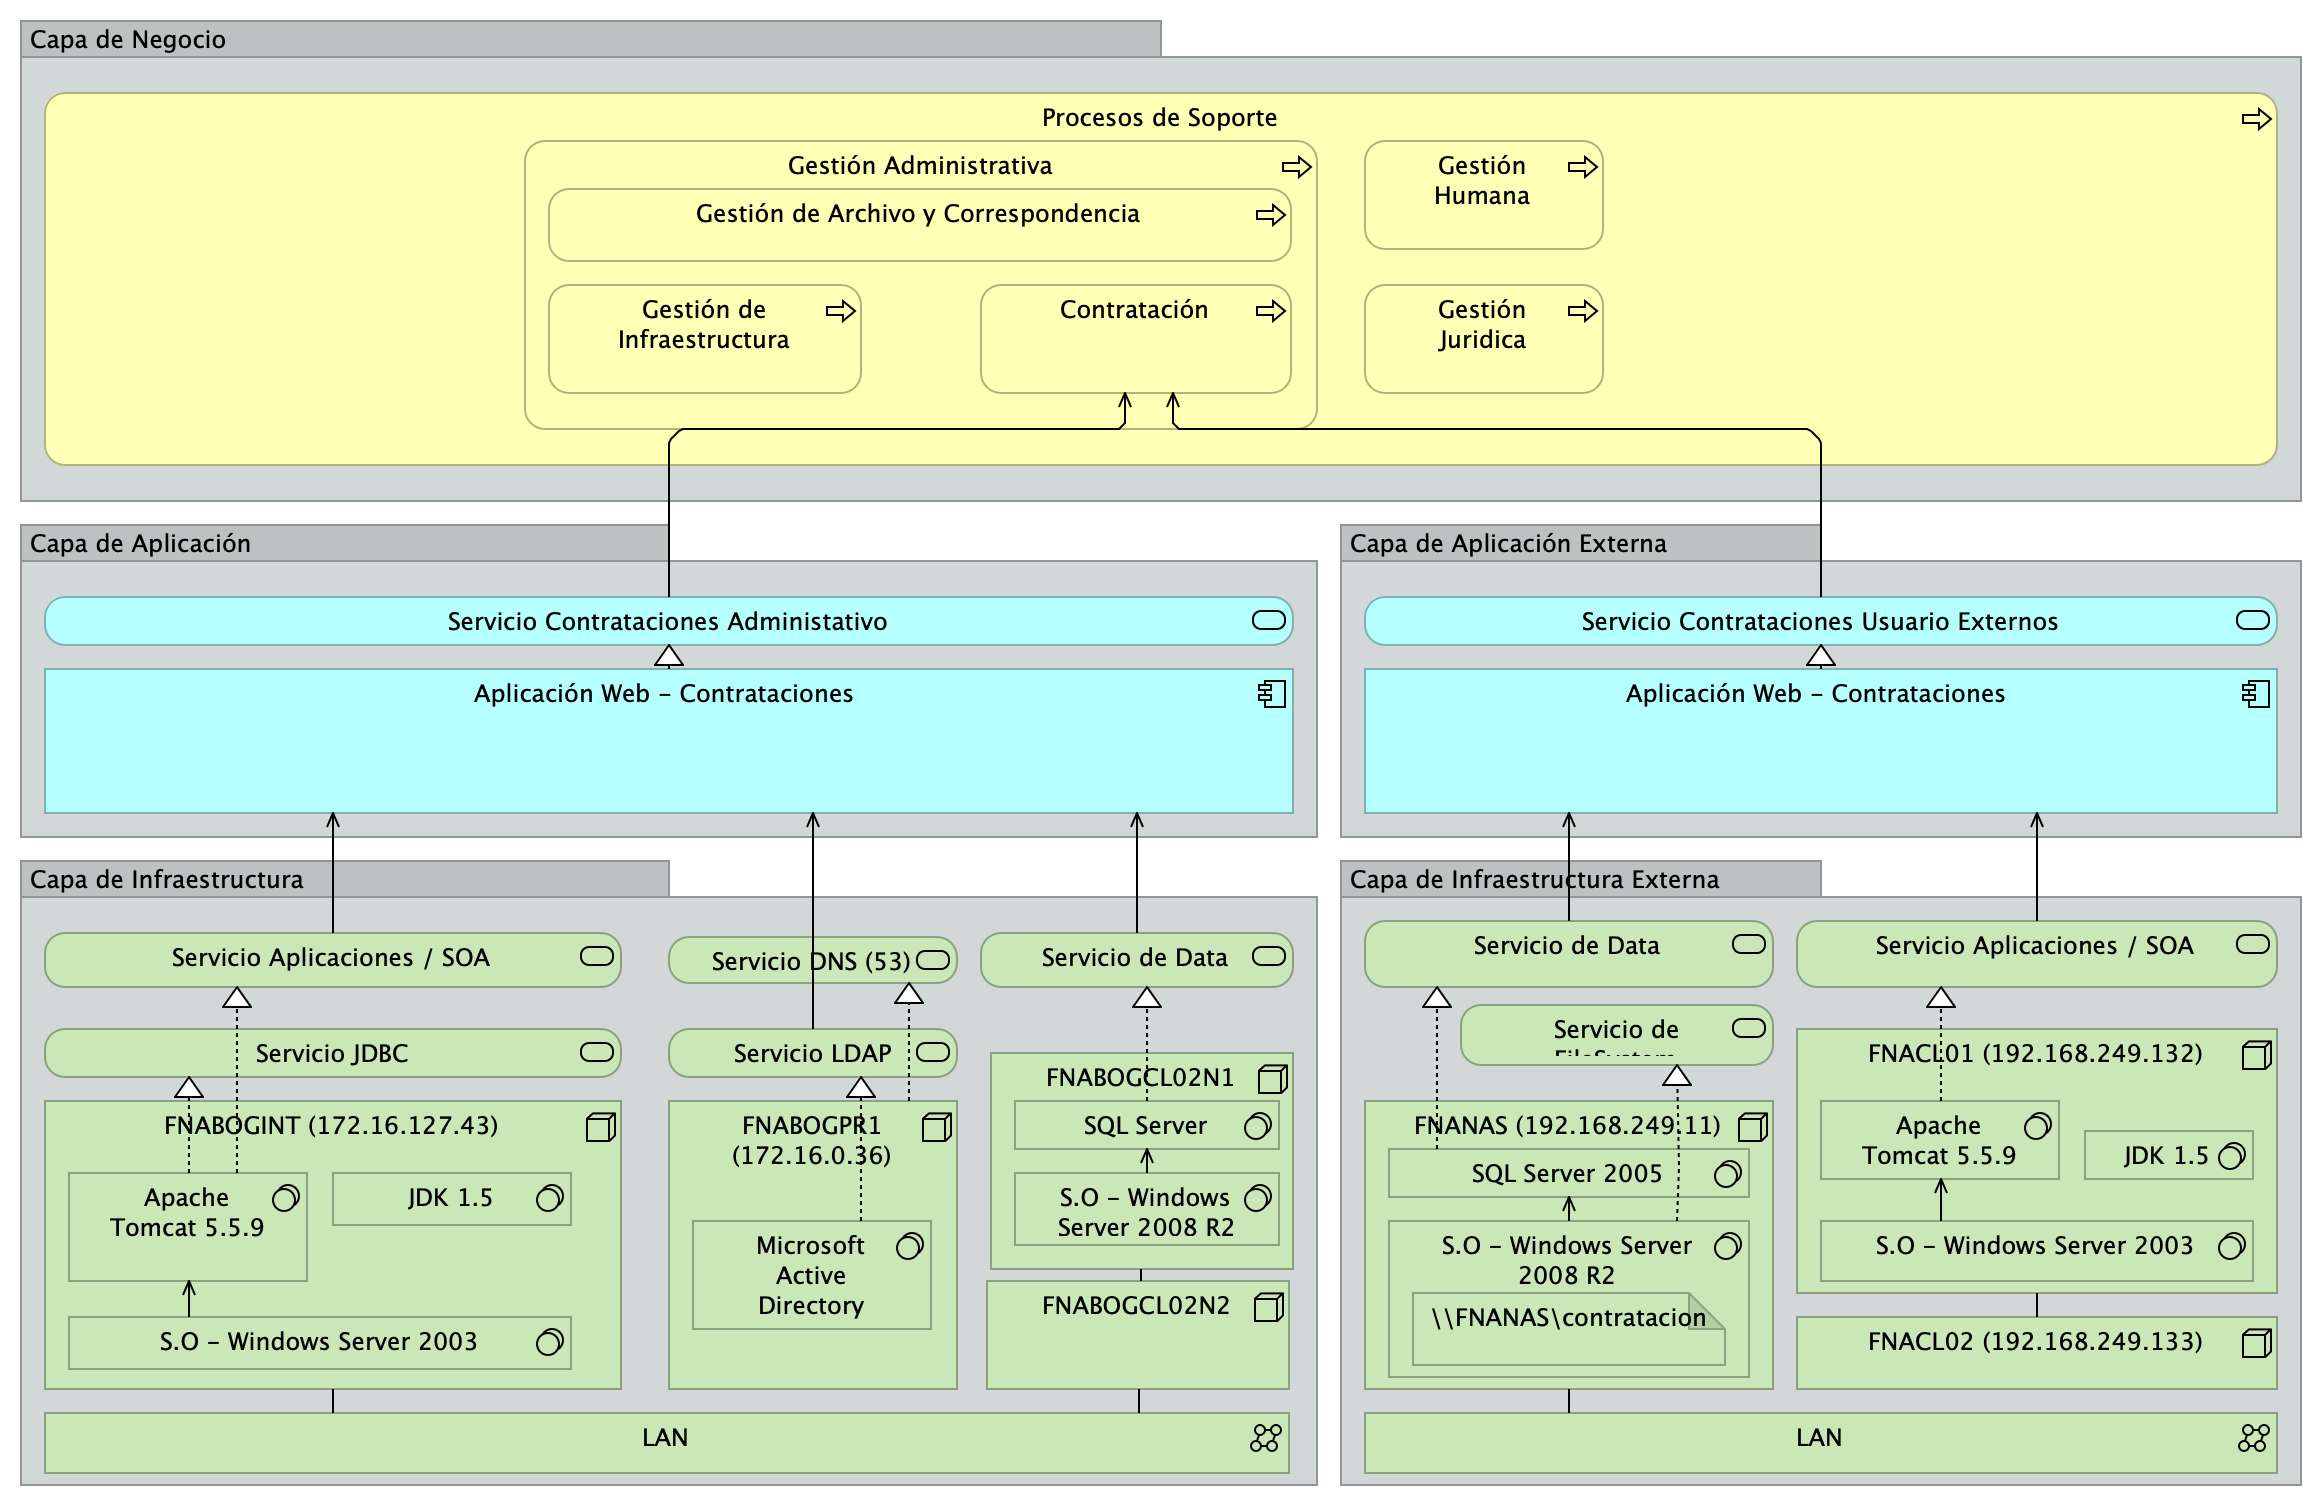 Capa de Negocio
Procesos de Soporte
Gestión Administrativa
Gestión de Archivo y Correspondencia
Gestión de
Infraestructura
Contratación
Gestión
Humana
Gestión
Juridica
Capa de Aplicación
Servicio Contrataciones Administativo
Aplicación Web – Contrataciones
Capa de Aplicación Externa
Servicio Contrataciones Usuario Externos
Aplicación Web – Contrataciones
Capa de Infraestructura
Servicio Aplicaciones / SOA
Servicio JDBC
FNABOGINT (172.16.127.43)
Apache
Tomcat 5.5.9
JDK 1.5
S.O – Windows Server 2003
Servicio DNS (53)
Servicio LDAP
FNABOGPR1
(172.16.0.36)
Microsoft
Active
Directory
Servicio de Data
FNABOGCL02N1
SQL Server
S.O – Windows
Server 2008 R2
FNABOGCL02N2
LAN
Capa de Infraestructura Externa
Servicio de Data
Servicio de
FNANAS (192.168.249.11)
SQL Server 2005
S.O – Windows Server
2008 R2
\\FNANAS\contratacion
Servicio Aplicaciones / SOA
FNACL01 (192.168.249.132)
Apache
Tomcat 5.5.9
JDK 1.5
S.O – Windows Server 2003
FNACL02 (192.168.249.133)
LAN